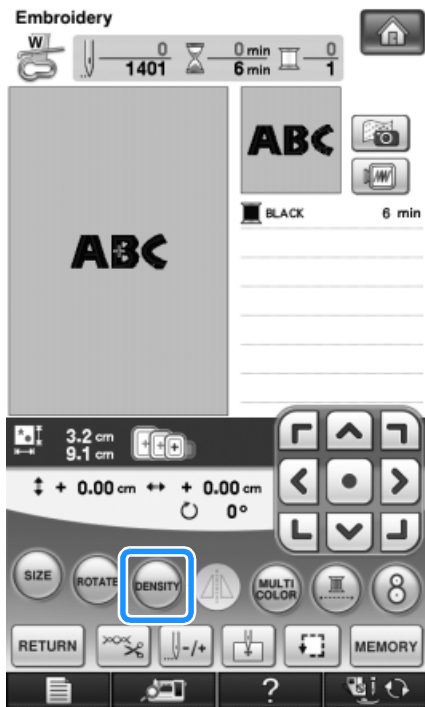 Embroidery
W
0 0 min 0
1401 6 min 1
ABC
ABC
BLACK 6 min
3.2 cm
9.1 cm
+ 0.00 cm + 0.00 cm
0°
SIZE ROTATE DENSITY MULTI COLOR 8
RETURN -/+ MEMORY
?